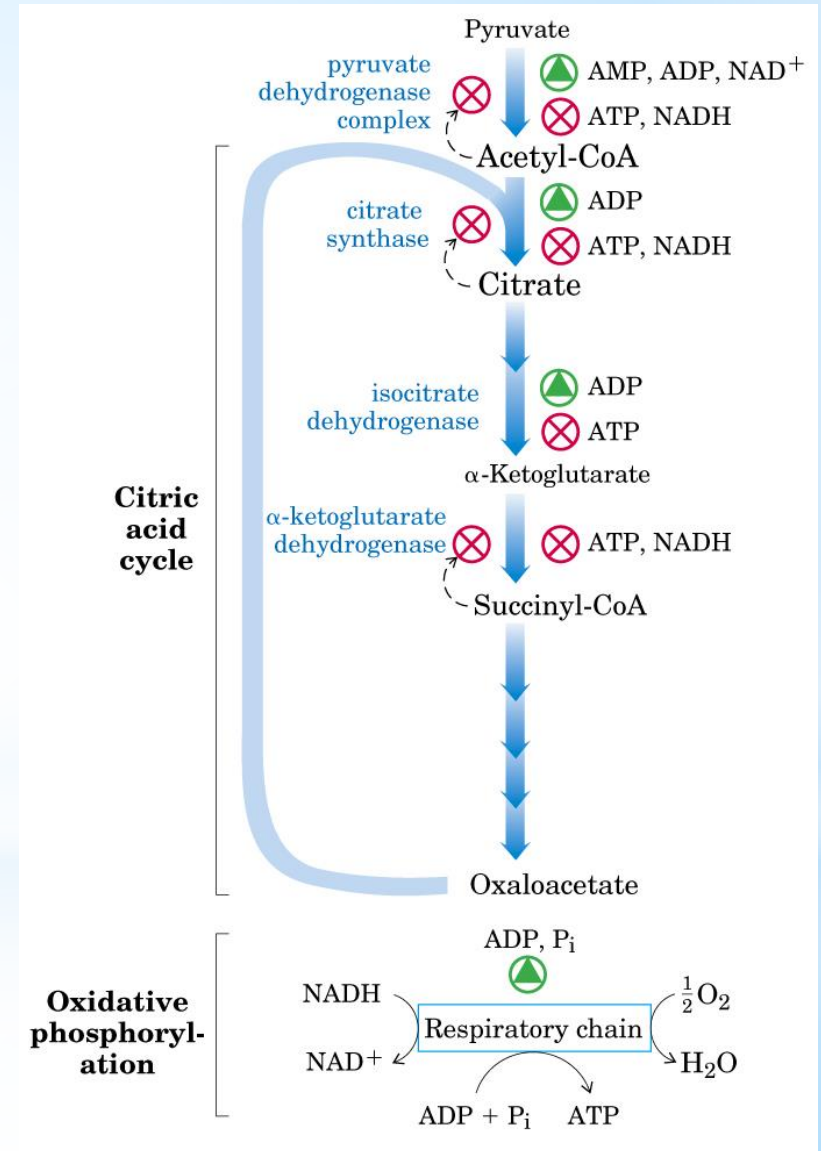 Pyruvate
pyruvate
dehydrogenase
complex
AMP, ADP, NAD+
ATP, NADH
Acetyl-CoA
citrate
synthase
ADP
ATP, NADH
Citrate
isocitrate
dehydrogenase
ADP
ATP
α-Ketoglutarate
Citric
acid
cycle
α-ketoglutarate
dehydrogenase
ATP, NADH
Succinyl-CoA
Oxaloacetate
Oxidative
phosphoryl-
ation
ADP, Pi
NADH
½O2
Respiratory chain
NAD+
H2O
ADP + Pi
ATP